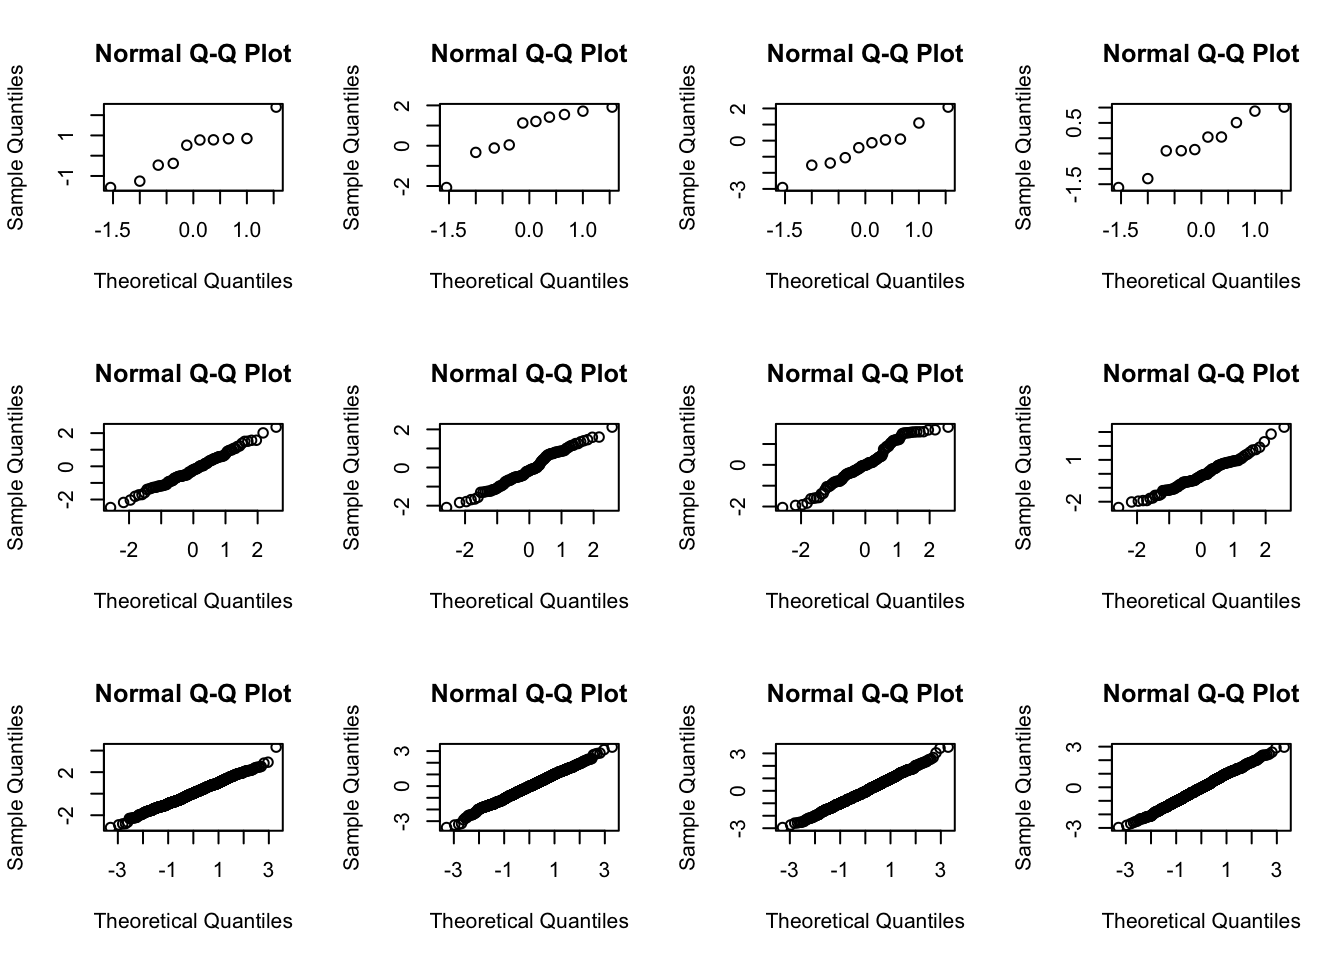 Normal Q-Q Plot Normal Q-Q Plot Normal Q-Q Plot Normal Q-Q Plot
Sample Quantiles Sample Quantiles Sample Quantiles Sample Quantiles
1 -1 2 0 -2 2 0 -3 0.5 -1.5
-1.5 0.0 1.0 -1.5 0.0 1.0 -1.5 0.0 1.0 -1.5 0.0 1.0
Theoretical Quantiles Theoretical Quantiles Theoretical Quantiles Theoretical Quantiles
Normal Q-Q Plot Normal Q-Q Plot Normal Q-Q Plot Normal Q-Q Plot
Sample Quantiles Sample Quantiles Sample Quantiles Sample Quantiles
2 0 -2 2 0 -2 0 -2 1 -2
-2 0 1 2 -2 0 1 2 -2 0 1 2 -2 0 1 2
Theoretical Quantiles Theoretical Quantiles Theoretical Quantiles Theoretical Quantiles
Normal Q-Q Plot Normal Q-Q Plot Normal Q-Q Plot Normal Q-Q Plot
Sample Quantiles Sample Quantiles Sample Quantiles Sample Quantiles
2 -2 3 0 -3 3 0 -3 3 0 -3
-3 -1 1 3 -3 -1 1 3 -3 -1 1 3 -3 -1 1 3
Theoretical Quantiles Theoretical Quantiles Theoretical Quantiles Theoretical Quantiles